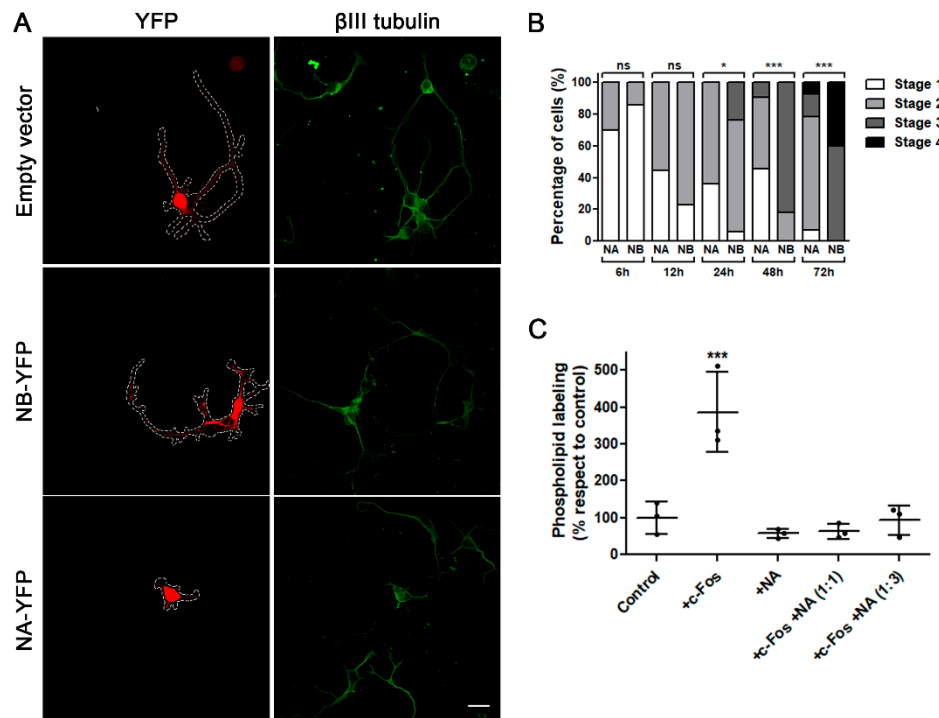 A
YFP
βIII tubulin
Empty vector
NB-YFP
NA-YFP
B
ns ns * *** ***
Percentage of cells (%)
100
80
60
40
20
0
NA NB NA NB NA NB NA NB NA NB
6h 12h 24h 48h 72h
Stage 1
Stage 2
Stage 3
Stage 4
C
Phospholipid labeling
(% respect to control)
500
400
300
200
100
0
***
Control
+c-Fos
+NA
+c-Fos +NA (1:1)
+c-Fos +NA (1:3)